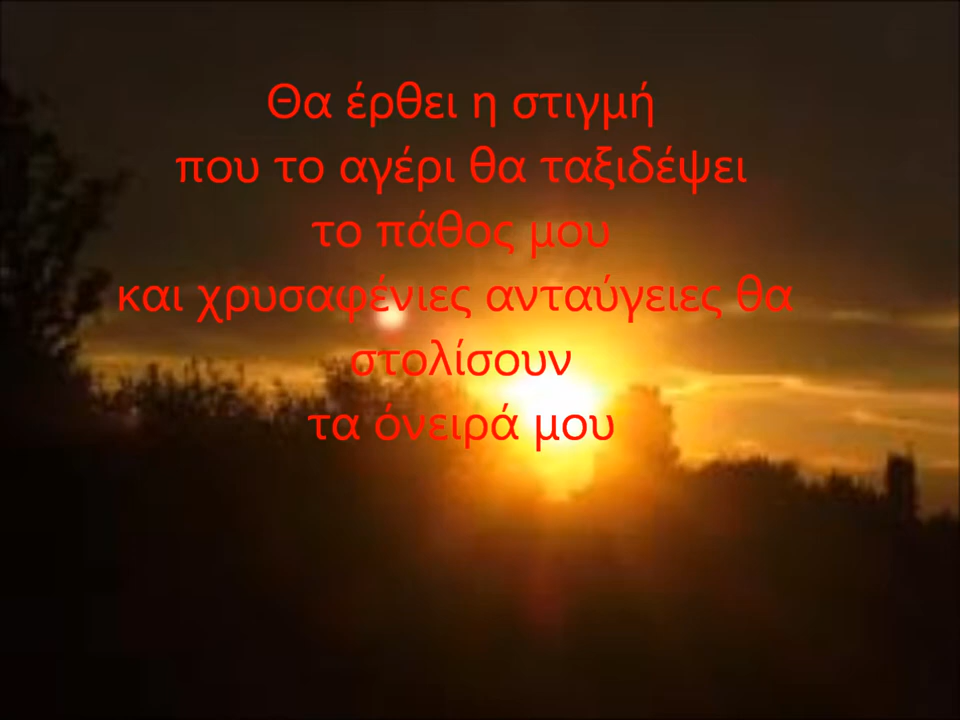 Θα έρθει η στιγμή
που το αγέρι θα ταξιδέψει
το πάθος μου
και χρυσαφένιες ανταύγειες θα
στολίσουν
τα όνειρά μου